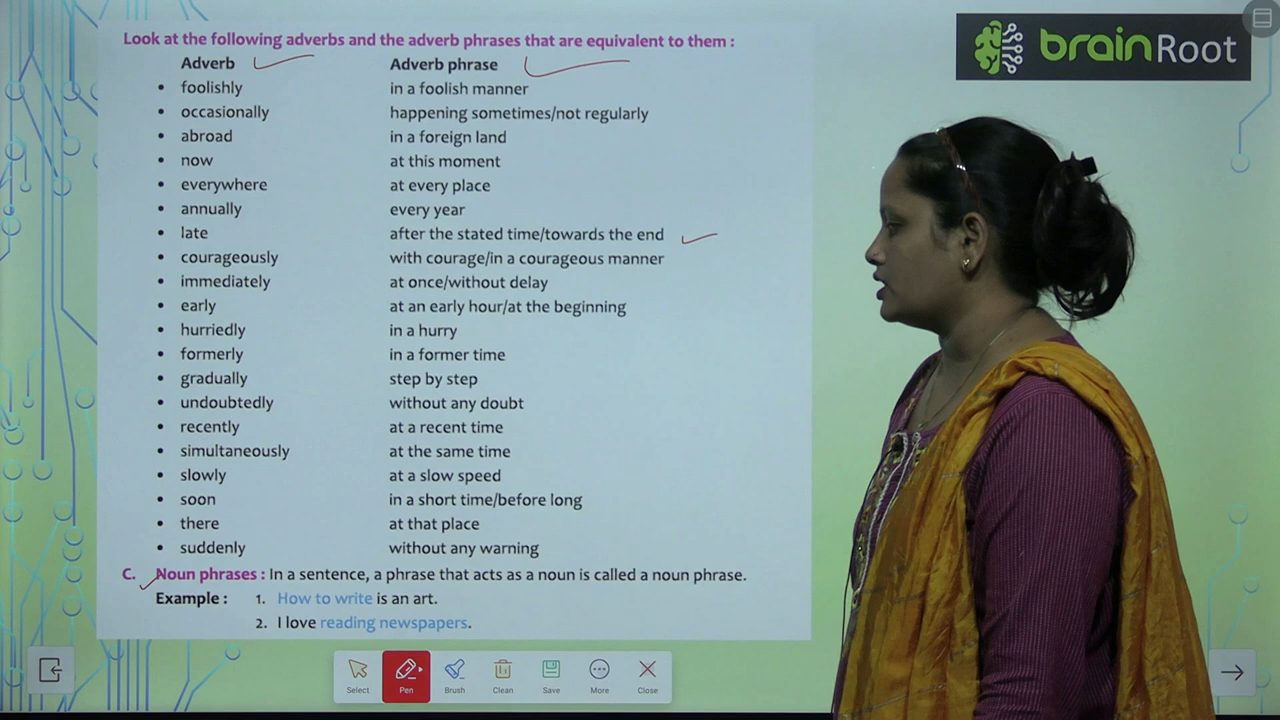 Look at the following adverbs and the adverb phrases that are equivalent to them :
brainRoot
Adverb Adverb phrase
• foolishly in a foolish manner
• occasionally happening sometimes/not regularly
• abroad in a foreign land
• now at this moment
• everywhere at every place
• annually every year
• late after the stated time/towards the end
• courageously with courage/in a courageous manner
• immediately at once/without delay
• early at an early hour/at the beginning
• hurriedly in a hurry
• formerly in a former time
• gradually step by step
• undoubtedly without any doubt
• recently at a recent time
• simultaneously at the same time
• slowly at a slow speed
• soon in a short time/before long
• there at that place
• suddenly without any warning
C. Noun phrases : In a sentence, a phrase that acts as a noun is called a noun phrase.
Example : 1. How to write is an art.
2. I love reading newspapers.
Select Pen Brush Clean Save More Close